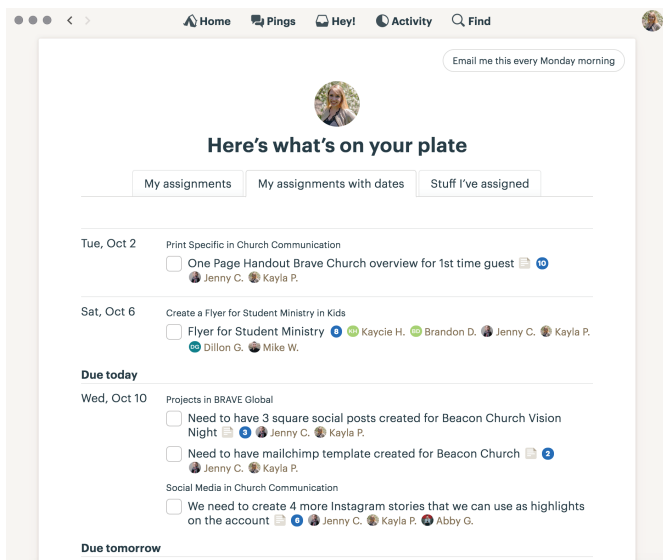 Home Pings Hey! Activity Find
Email me this every Monday morning
Here's what's on your plate
My assignments My assignments with dates Stuff I've assigned
Tue, Oct 2 Print Specific in Church Communication
One Page Handout Brave Church overview for 1st time guest 10
Jenny C. Kayla P.
Sat, Oct 6 Create a Flyer for Student Ministry in Kids
Flyer for Student Ministry 8 KH Kaycie H. BD Brandon D. Jenny C. Kayla P.
DG Dillon G. Mike W.
Due today
Wed, Oct 10 Projects in BRAVE Global
Need to have 3 square social posts created for Beacon Church Vision
Night 3 Jenny C. Kayla P.
Need to have mailchimp template created for Beacon Church 2
Jenny C. Kayla P.
Social Media in Church Communication
We need to create 4 more Instagram stories that we can use as highlights
on the account 6 Jenny C. Kayla P. Abby G.
Due tomorrow